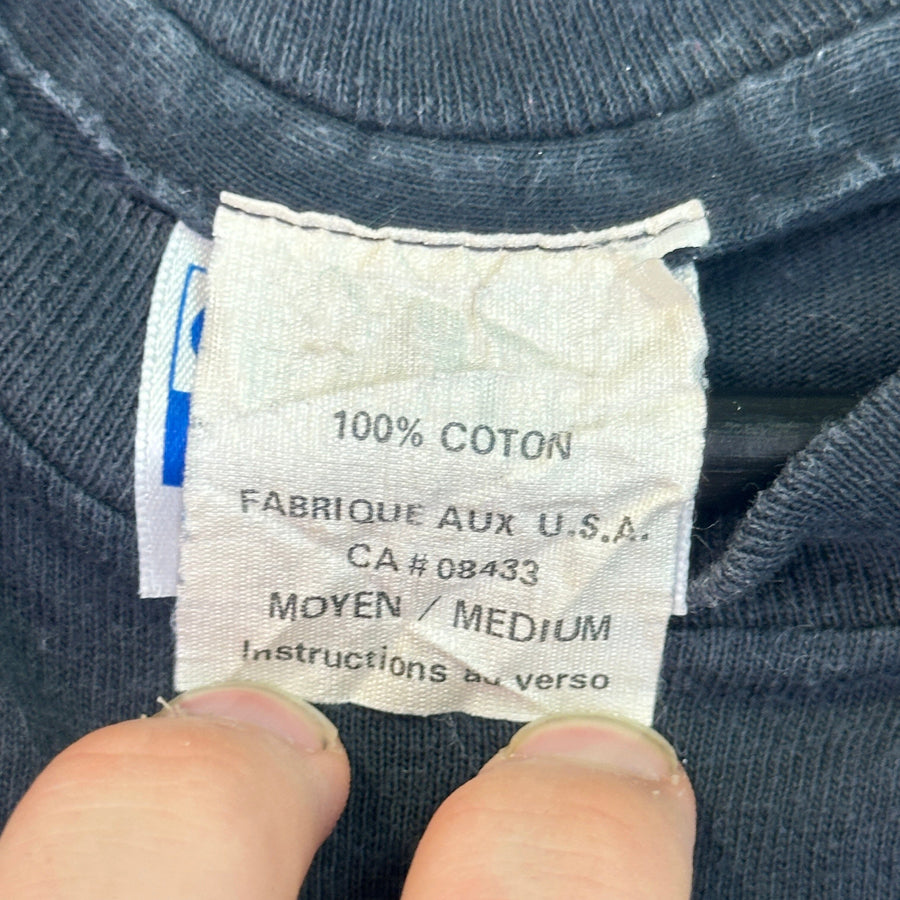 100% COTON
FABRIQUE AUX U.S.A.
CA # 08433
MOYEN / MEDIUM
Instructions au verso